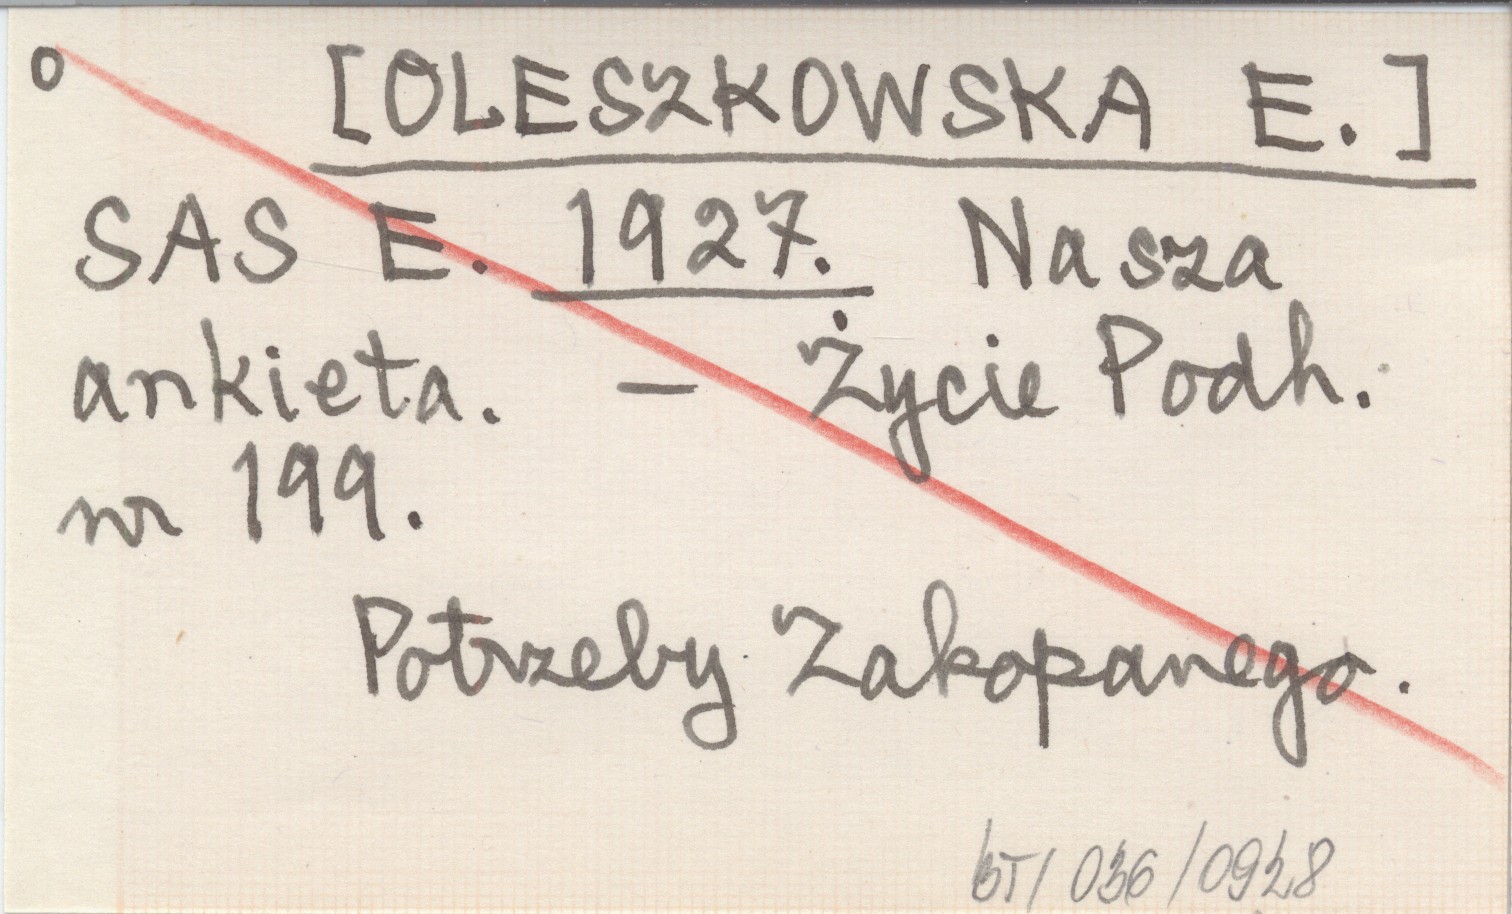 o [OLESZKOWSKA E.]
SAS E. 1927. Nasza
ankieta. – Życie Podh.
nr 199.
Potrzeby Zakopanego.
BT/ 036/0928